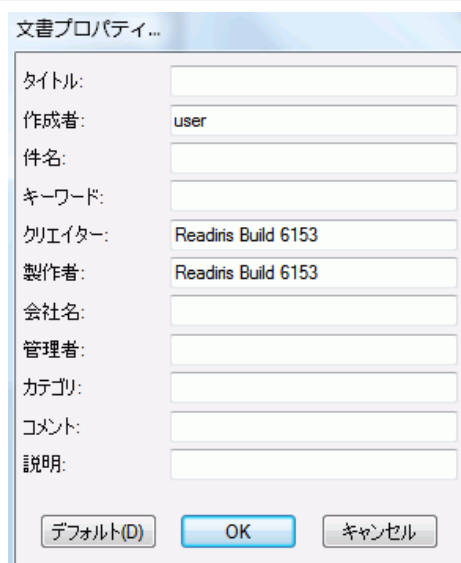 文書プロパティ...
タイトル:
作成者: user
件名:
キーワード:
クリエイター: Readiris Build 6153
製作者: Readiris Build 6153
会社名:
管理者:
カテゴリ:
コメント:
説明:
デフォルト(D) OK キャンセル